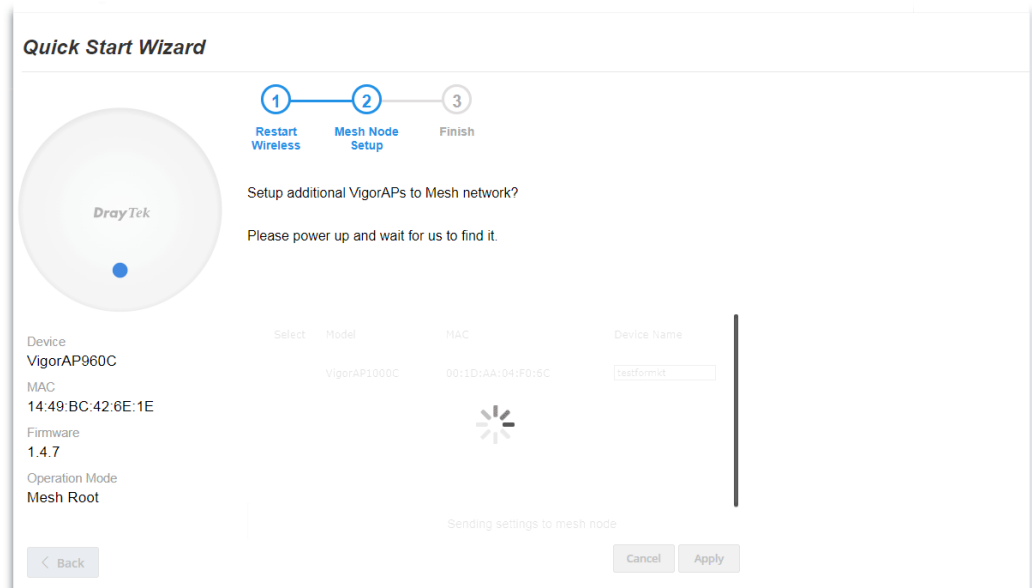 Quick Start Wizard
1
2
3
Restart
Wireless
Mesh Node
Setup
Finish
Setup additional VigorAPs to Mesh network?
Please power up and wait for us to find it.
DrayTek
Device
VigorAP960C
MAC
14:49:BC:42:6E:1E
Firmware
1.4.7
Operation Mode
Mesh Root
Select Model MAC Device Name
VigorAP1000C 00:1D:AA:04:F0:6C testformkt
Sending settings to mesh node
< Back
Cancel Apply